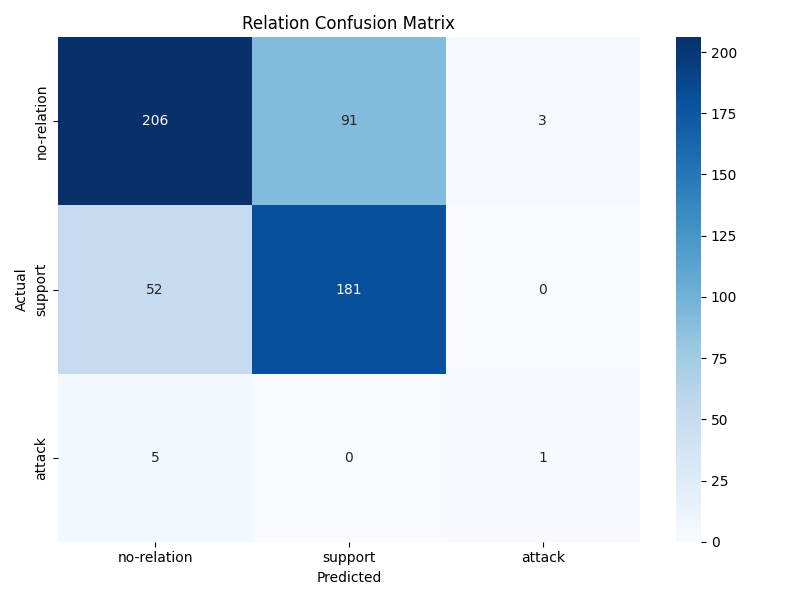 Relation Confusion Matrix
Actual
no-relation
206
91
3
support
52
181
0
attack
5
0
1
no-relation
support
attack
Predicted
200
175
150
125
100
75
50
25
0